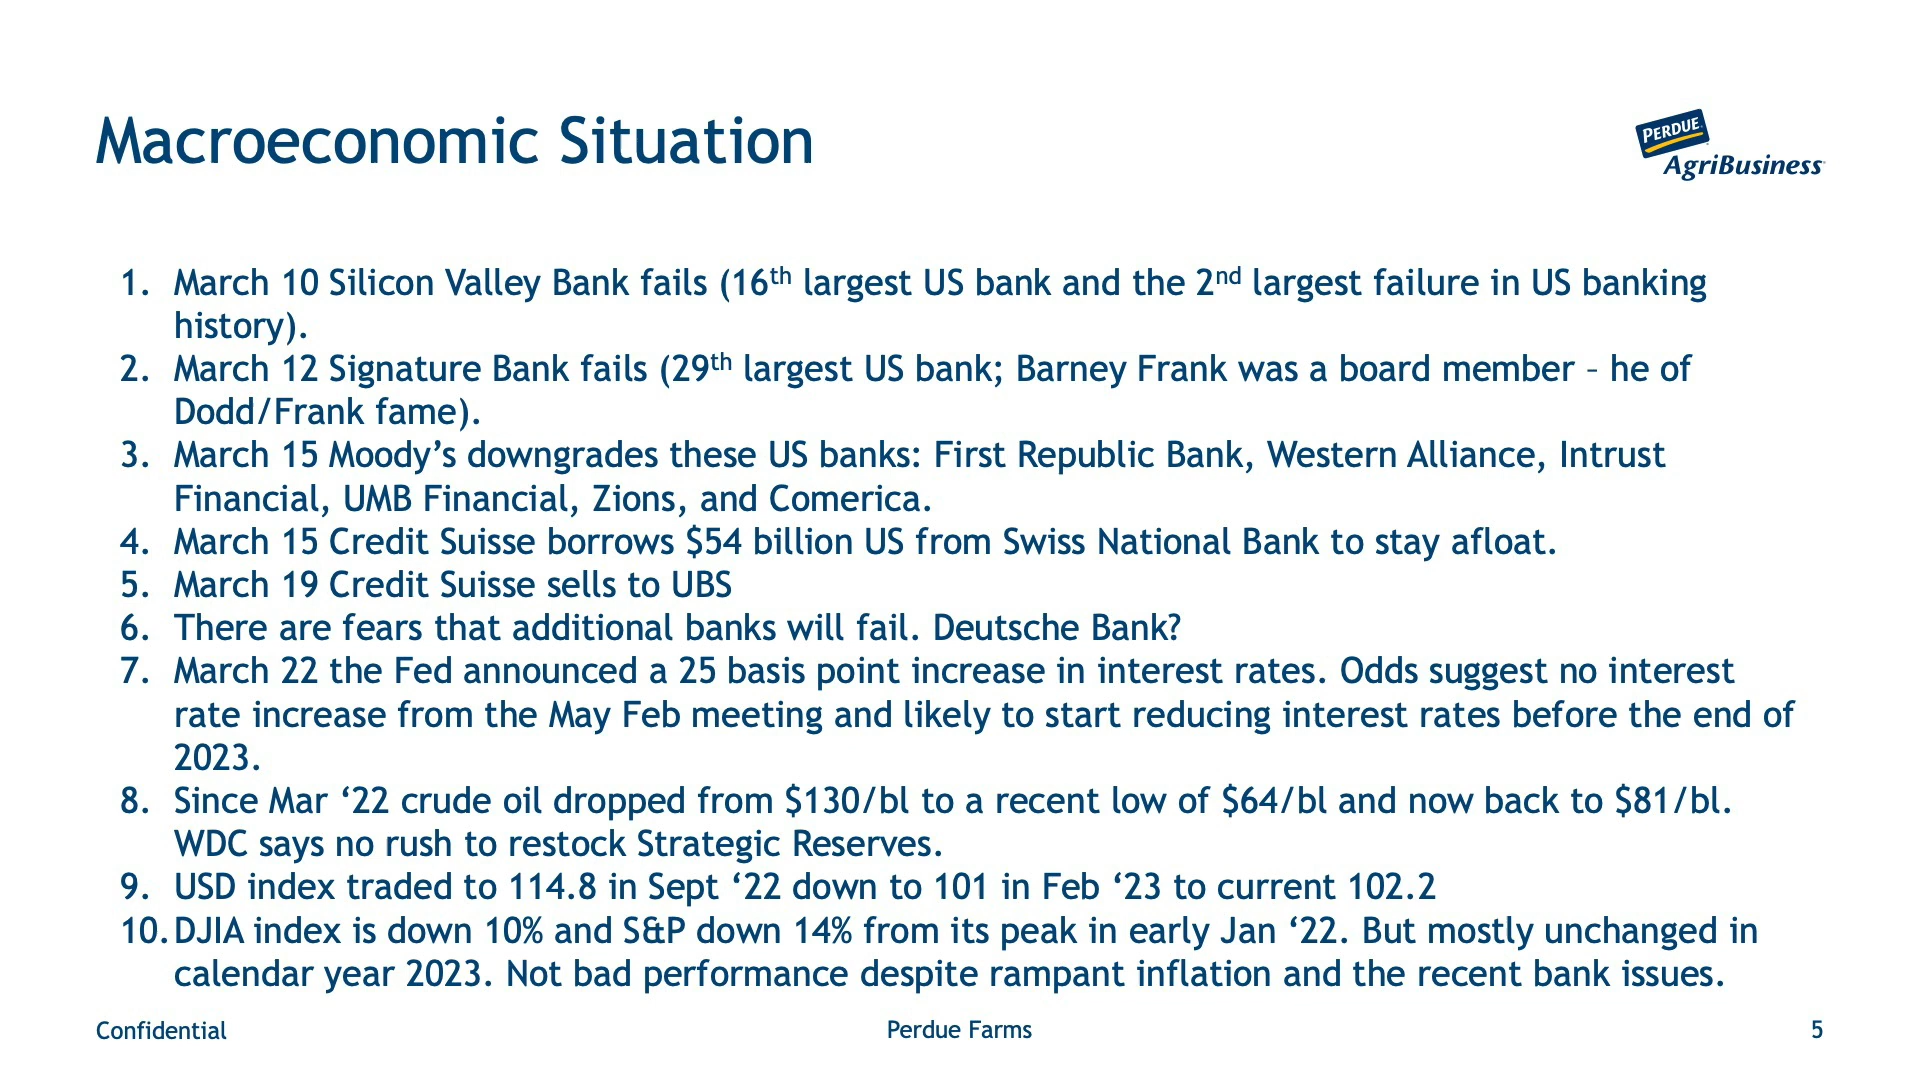 Macroeconomic Situation
PERDUE
AgriBusiness
1. March 10 Silicon Valley Bank fails (16th largest US bank and the 2nd largest failure in US banking
history).
2. March 12 Signature Bank fails (29th largest US bank; Barney Frank was a board member – he of
Dodd/Frank fame).
3. March 15 Moody’s downgrades these US banks: First Republic Bank, Western Alliance, Intrust
Financial, UMB Financial, Zions, and Comerica.
4. March 15 Credit Suisse borrows $54 billion US from Swiss National Bank to stay afloat.
5. March 19 Credit Suisse sells to UBS
6. There are fears that additional banks will fail. Deutsche Bank?
7. March 22 the Fed announced a 25 basis point increase in interest rates. Odds suggest no interest
rate increase from the May Feb meeting and likely to start reducing interest rates before the end of
2023.
8. Since Mar ‘22 crude oil dropped from $130/bl to a recent low of $64/bl and now back to $81/bl.
WDC says no rush to restock Strategic Reserves.
9. USD index traded to 114.8 in Sept ‘22 down to 101 in Feb ‘23 to current 102.2
10. DJIA index is down 10% and S&P down 14% from its peak in early Jan ‘22. But mostly unchanged in
calendar year 2023. Not bad performance despite rampant inflation and the recent bank issues.
Confidential
Perdue Farms
5